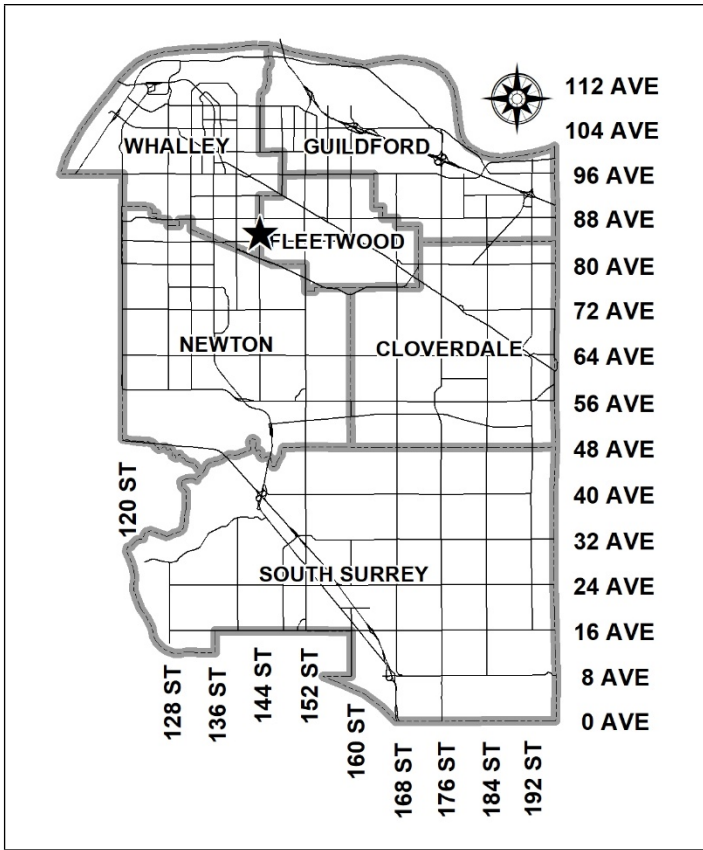 112 AVE
104 AVE
WHALLEY
GUILDFORD
96 AVE
88 AVE
FLEETWOOD
80 AVE
72 AVE
NEWTON
CLOVERDALE
64 AVE
56 AVE
48 AVE
120 ST
40 AVE
32 AVE
SOUTH SURREY
24 AVE
16 AVE
8 AVE
0 AVE
128 ST
136 ST
144 ST
152 ST
160 ST
168 ST
176 ST
184 ST
192 ST